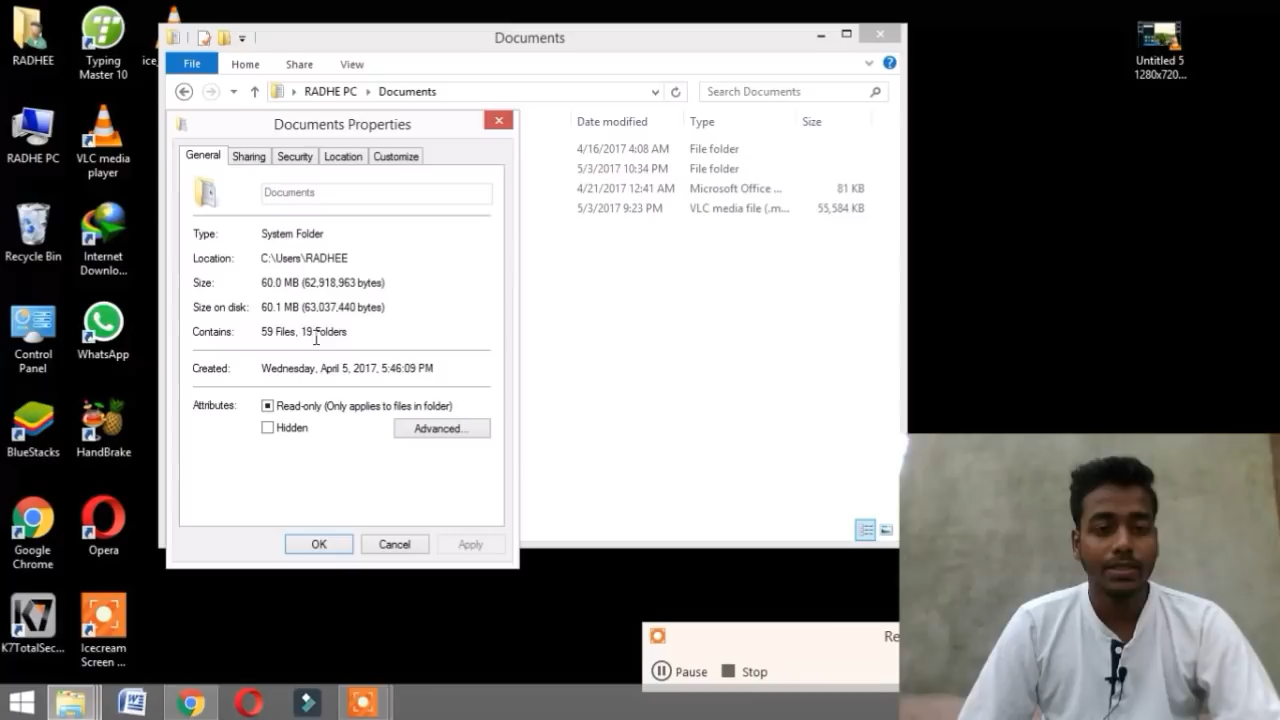 RADHEE
Typing
Master 10
ice_
RADHE PC
VLC media
player
Recycle Bin
Internet
Downlo...
Control
Panel
WhatsApp
BlueStacks
HandBrake
Google
Chrome
Opera
K7
K7TotalSec...
Icecream
Screen ...
Documents
File
Home
Share
View
RADHE PC
Documents
Search Documents
Date modified
Type
Size
4/16/2017 4:08 AM
File folder
5/3/2017 10:34 PM
File folder
4/21/2017 12:41 AM
Microsoft Office ...
81 KB
5/3/2017 9:23 PM
VLC media file (.m...
55,584 KB
Documents Properties
General
Sharing
Security
Location
Customize
Documents
Type:
System Folder
Location:
C:\Users\RADHEE
Size:
60.0 MB (62,918,963 bytes)
Size on disk:
60.1 MB (63,037,440 bytes)
Contains:
59 Files, 19 Folders
Created:
Wednesday, April 5, 2017, 5:46:09 PM
Attributes:
Read-only (Only applies to files in folder)
Hidden
Advanced...
OK
Cancel
Apply
Untitled 5
1280x720...
Re
Pause
Stop